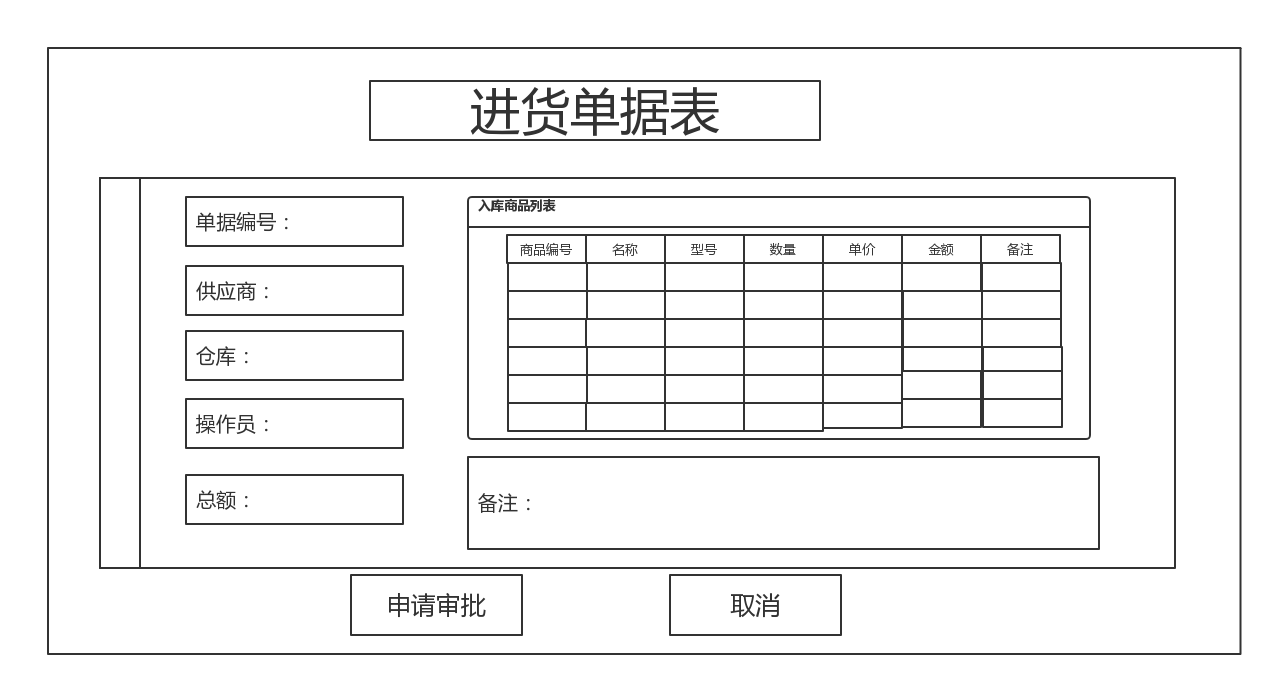 进货单据表
单据编号：
供应商：
仓库：
操作员：
总额：
入库商品列表
商品编号 名称 型号 数量 单价 金额 备注
备注：
申请审批 取消